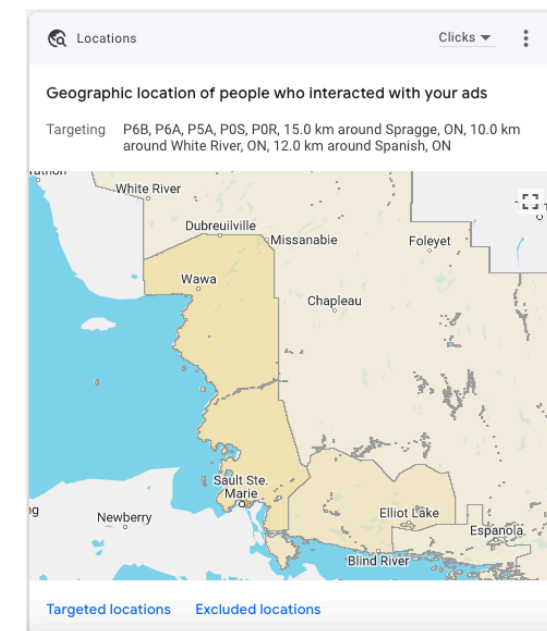 Locations
Clicks
Geographic location of people who interacted with your ads
Targeting P6B, P6A, P5A, P0S, P0R, 15.0 km around Spragge, ON, 10.0 km
around White River, ON, 12.0 km around Spanish, ON
White River
Dubreuilville
Missanabie
Foleyet
Wawa
Chapleau
Sault Ste.
Marie
Newberry
Elliot Lake
Espanola
Blind River
Targeted locations Excluded locations